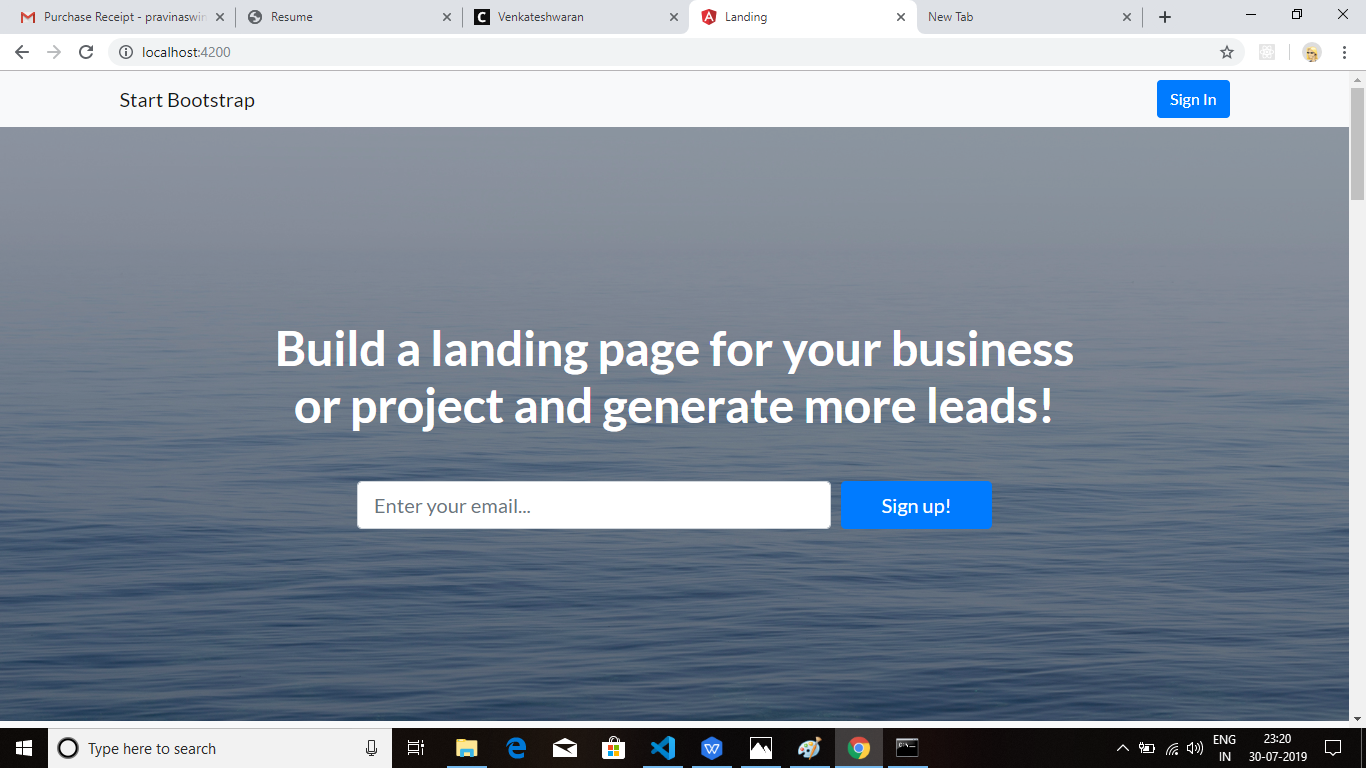 Purchase Receipt - pravinaswin
Resume
C Venkateshwaran
Landing
New Tab
localhost:4200
Start Bootstrap
Sign In
Build a landing page for your business
or project and generate more leads!
Enter your email...
Sign up!
Type here to search
ENG
IN
23:20
30-07-2019